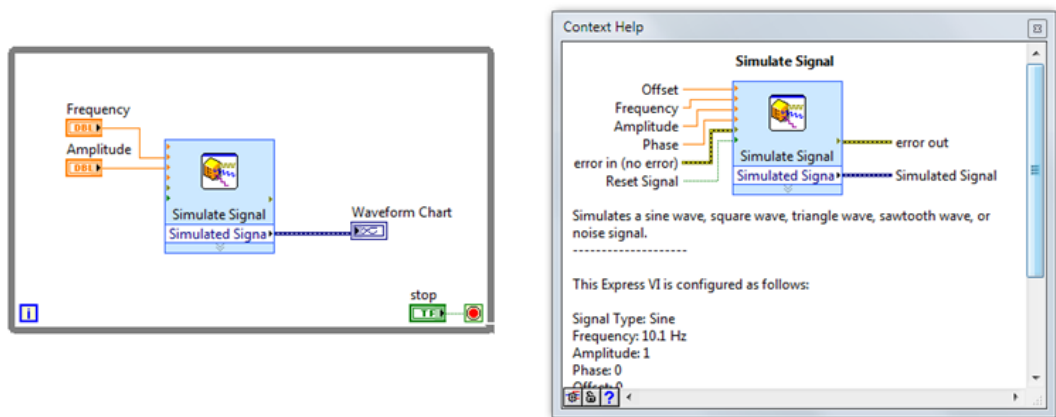 Frequency
DBL
Amplitude
DBL
Simulate Signal
Simulated Signa
Waveform Chart
stop
TF
i
Context Help
Simulate Signal
Offset
Frequency
Amplitude
Phase
error in (no error)
Reset Signal
Simulate Signal
Simulated Signa
error out
Simulated Signal
Simulates a sine wave, square wave, triangle wave, sawtooth wave, or
noise signal.
--------------------
This Express VI is configured as follows:
Signal Type: Sine
Frequency: 10.1 Hz
Amplitude: 1
Phase: 0
Offset: 0
?